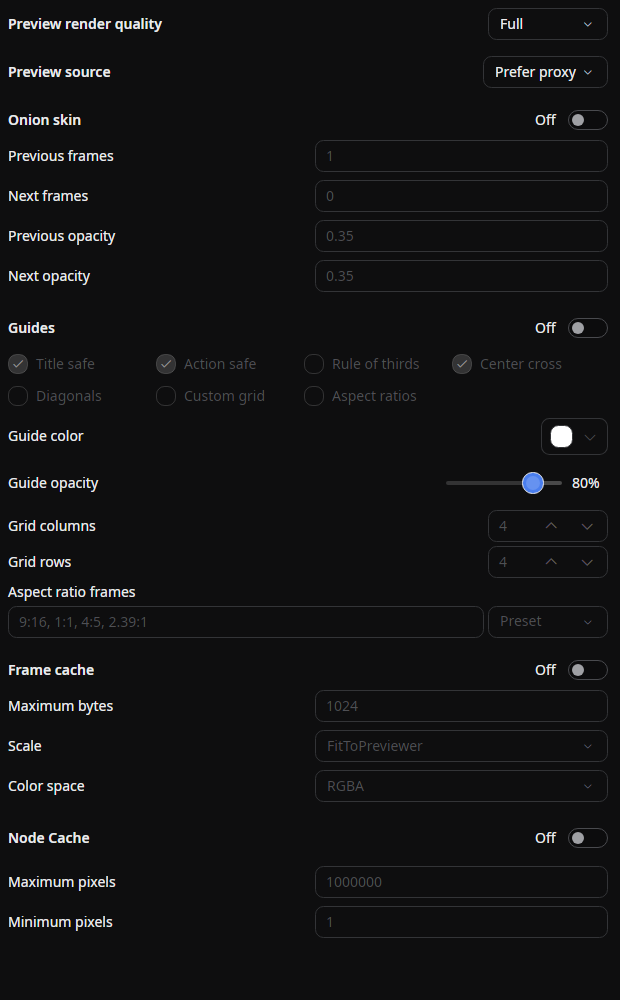 Preview render quality Full
Preview source Prefer proxy
Onion skin Off
Previous frames 1
Next frames 0
Previous opacity 0.35
Next opacity 0.35
Guides Off
Title safe Action safe Rule of thirds Center cross
Diagonals Custom grid Aspect ratios
Guide color
Guide opacity 80%
Grid columns 4
Grid rows 4
Aspect ratio frames
9:16, 1:1, 4:5, 2.39:1 Preset
Frame cache Off
Maximum bytes 1024
Scale FitToPreviewer
Color space RGBA
Node Cache Off
Maximum pixels 1000000
Minimum pixels 1